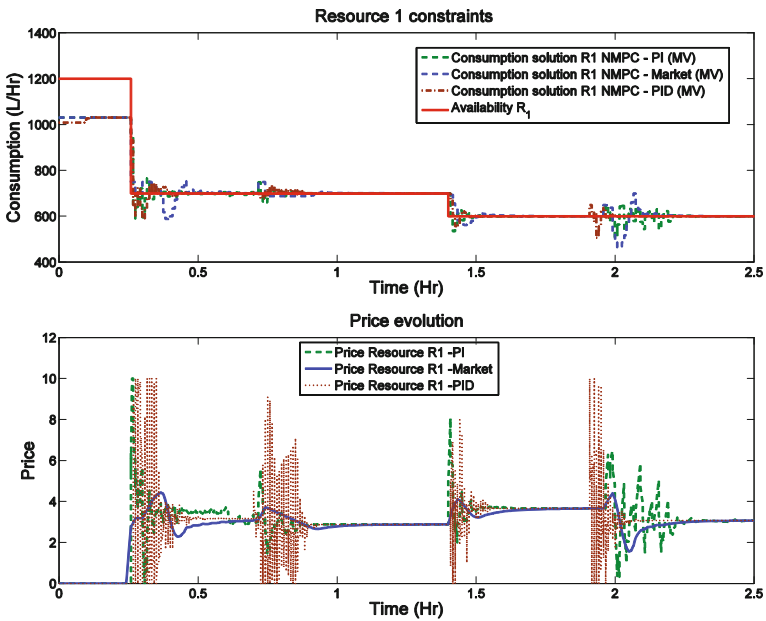 Resource 1 constraints
1400
1200
1000
800
600
400
Consumption (L/Hr)
Consumption solution R1 NMPC - PI (MV)
Consumption solution R1 NMPC - Market (MV)
Consumption solution R1 NMPC - PID (MV)
Availability R1
0 0.5 1 1.5 2 2.5
Time (Hr)
Price evolution
12
10
8
6
4
2
0
Price
Price Resource R1 -PI
Price Resource R1 -Market
Price Resource R1 -PID
0 0.5 1 1.5 2 2.5
Time (Hr)